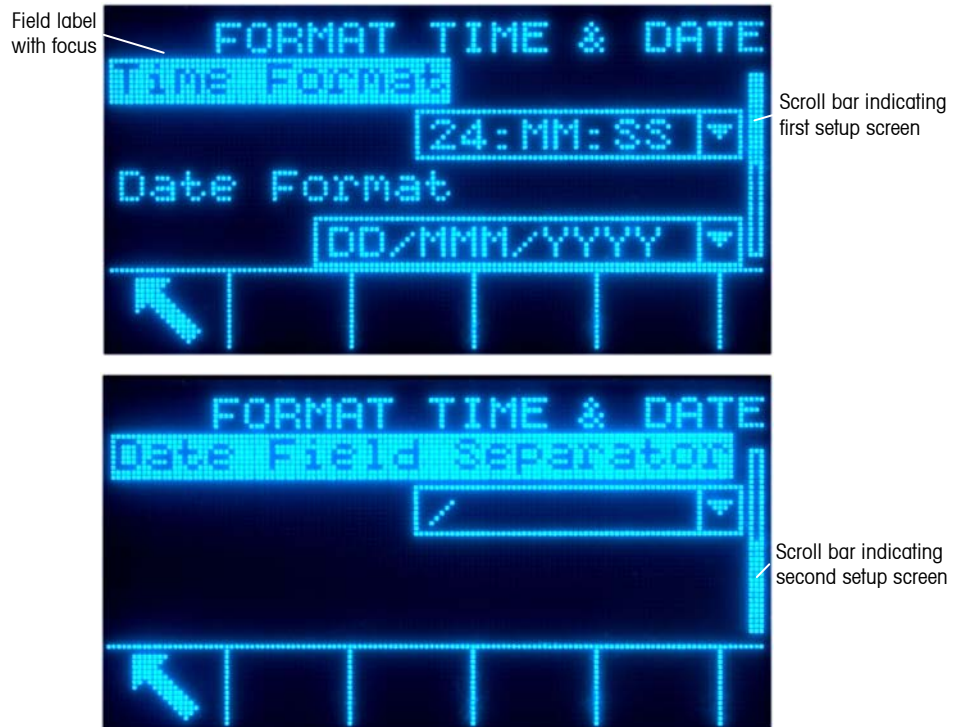 Field label
with focus
FORMAT TIME & DATE
Time Format
24:MM:SS
Date Format
DD/MMM/YYYY
Scroll bar indicating
first setup screen
FORMAT TIME & DATE
Date Field Separator
/
Scroll bar indicating
second setup screen